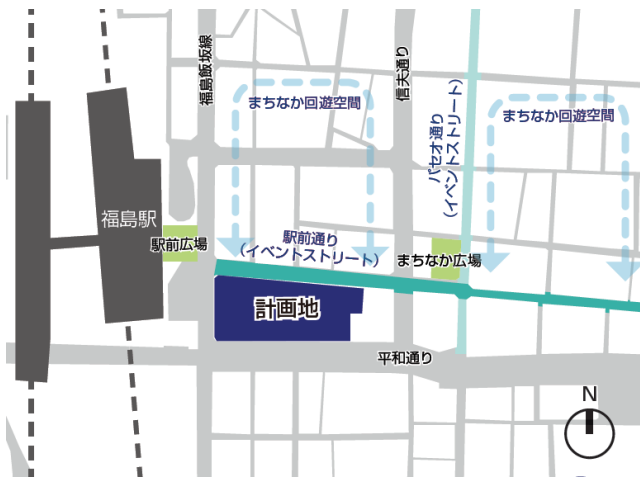 福島飯坂線
信夫通り
まちなか回遊空間
パセオ通り
(イベントストリート)
まちなか回遊空間
福島駅
駅前広場
駅前通り
(イベントストリート)
まちなか広場
計画地
平和通り
N